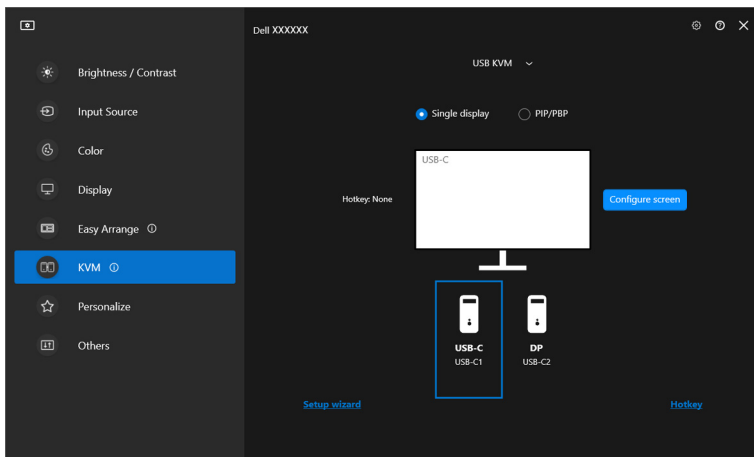 Dell XXXXXX
Brightness / Contrast
Input Source
Color
Display
Easy Arrange
KVM
Personalize
Others
USB KVM
Single display
PIP/PBP
USB-C
Hotkey: None
Configure screen
USB-C
USB-C1
DP
USB-C2
Setup wizard
Hotkey